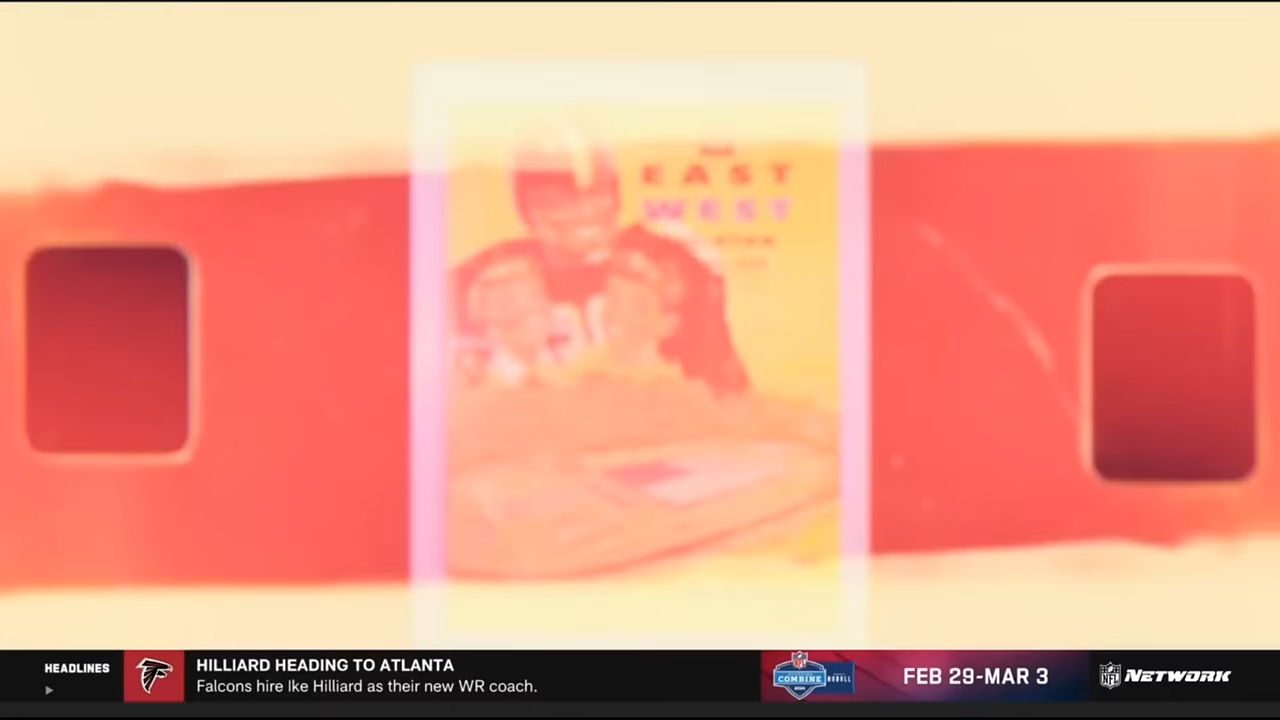 EAST
WEST
HEADLINES
HILLIARD HEADING TO ATLANTA
Falcons hire Ike Hilliard as their new WR coach.
NFL
COMBINE
FEB 29-MAR 3
NFL NETWORK